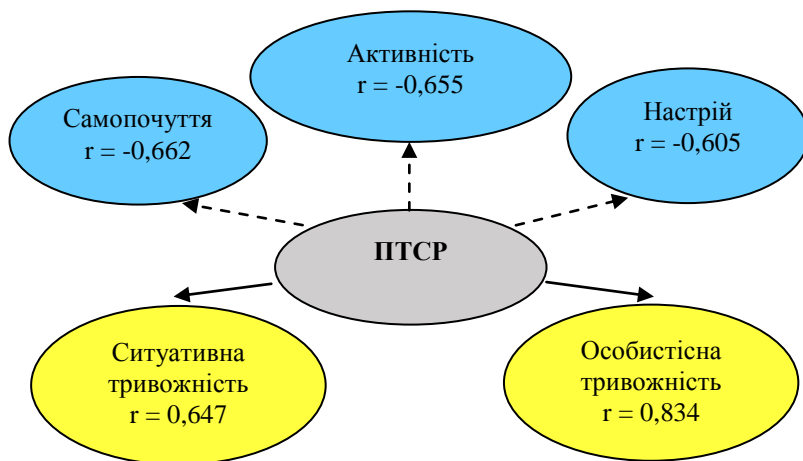 Активність
r = -0,655
Самопочуття
r = -0,662
Настрій
r = -0,605
ПТСР
Ситуативна
тривожність
r = 0,647
Особистісна
тривожність
r = 0,834